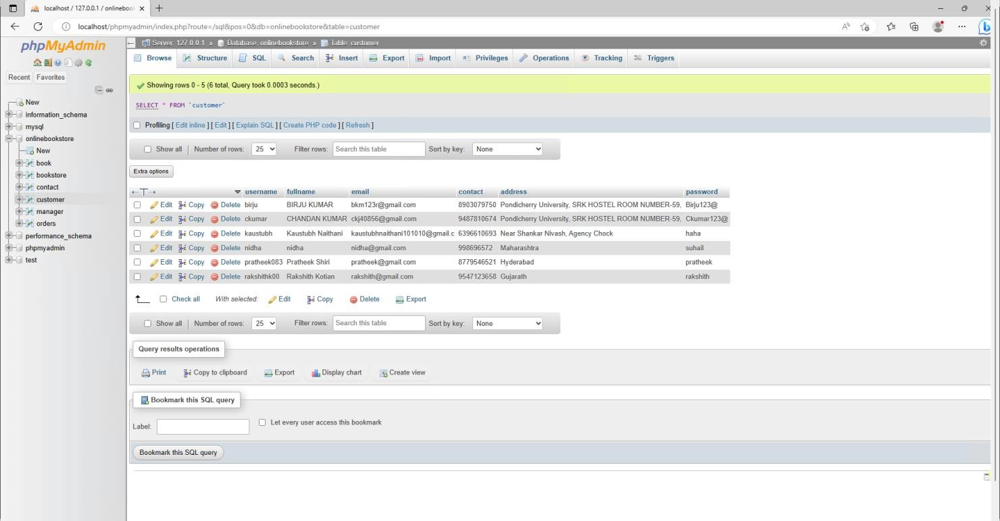 localhost / 127.0.0.1 / onlineboo
localhost/phpmyadmin/index.php?route=/sql&pos=0&db=onlinebookstore&table=customer
phpMyAdmin
Server: 127.0.0.1 » Database: onlinebookstore » Table: customer
Browse Structure SQL Search Insert Export Import Privileges Operations Tracking Triggers
Recent Favorites
New
information_schema
mysql
onlinebookstore
New
book
bookstore
contact
customer
manager
orders
performance_schema
phpmyadmin
test
Showing rows 0 - 5 (6 total, Query took 0.0003 seconds.)
SELECT * FROM `customer`
Profiling [ Edit inline ] [ Edit ] [ Explain SQL ] [ Create PHP code ] [ Refresh ]
Show all | Number of rows: 25 Filter rows: Search this table Sort by key: None
Extra options
←T→ username fullname email contact address password
Edit Copy Delete birju BIRJU KUMAR bkm123r@gmail.com 8903079750 Pondicherry University, SRK HOSTEL ROOM NUMBER-59, Birju123@
Edit Copy Delete ckumar CHANDAN KUMAR ckj40856@gmail.com 9487810674 Pondicherry University, SRK HOSTEL ROOM NUMBER-59, Ckumar123@
Edit Copy Delete kaustubh Kaustubh Naithani kaustubhnaithani101010@gmail.c 6396610693 Near Shankar Nivash, Agency Chock haha
Edit Copy Delete nidha nidha nidha@gmail.com 998696572 Maharashtra suhail
Edit Copy Delete pratheek083 Pratheek Shiri pratheek@gmail.com 8779546521 Hyderabad pratheek
Edit Copy Delete rakshithk00 Rakshith Kotian rakshith@gmail.com 9547123658 Gujarath rakshith
Check all With selected: Edit Copy Delete Export
Show all | Number of rows: 25 Filter rows: Search this table Sort by key: None
Query results operations
Print Copy to clipboard Export Display chart Create view
Bookmark this SQL query
Label: Let every user access this bookmark
Bookmark this SQL query